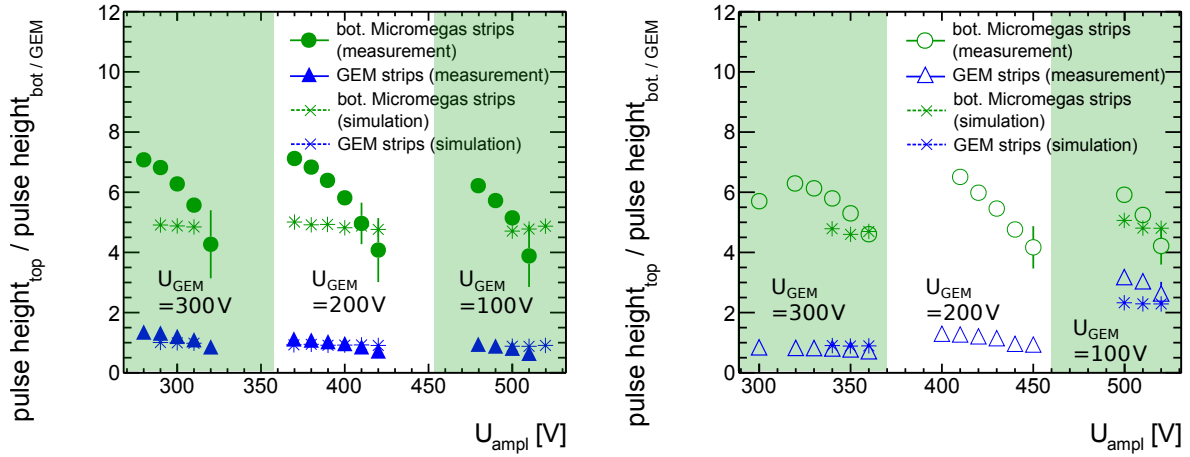 pulse height_top / pulse height_bot / GEM
12
10
8
6
4
2
0
bot. Micromegas strips
(measurement)
GEM strips (measurement)
bot. Micromegas strips
(simulation)
GEM strips (simulation)
U_GEM
=300V
U_GEM
=200V
U_GEM
=100V
300 400 500
U_ampl [V]
pulse height_top / pulse height_bot. / GEM
12
10
8
6
4
2
0
bot. Micromegas strips
(measurement)
GEM strips (measurement)
bot. Micromegas strips
(simulation)
GEM strips (simulation)
U_GEM
=300V
U_GEM
=200V
U_GEM
=100V
300 350 400 450 500
U_ampl [V]